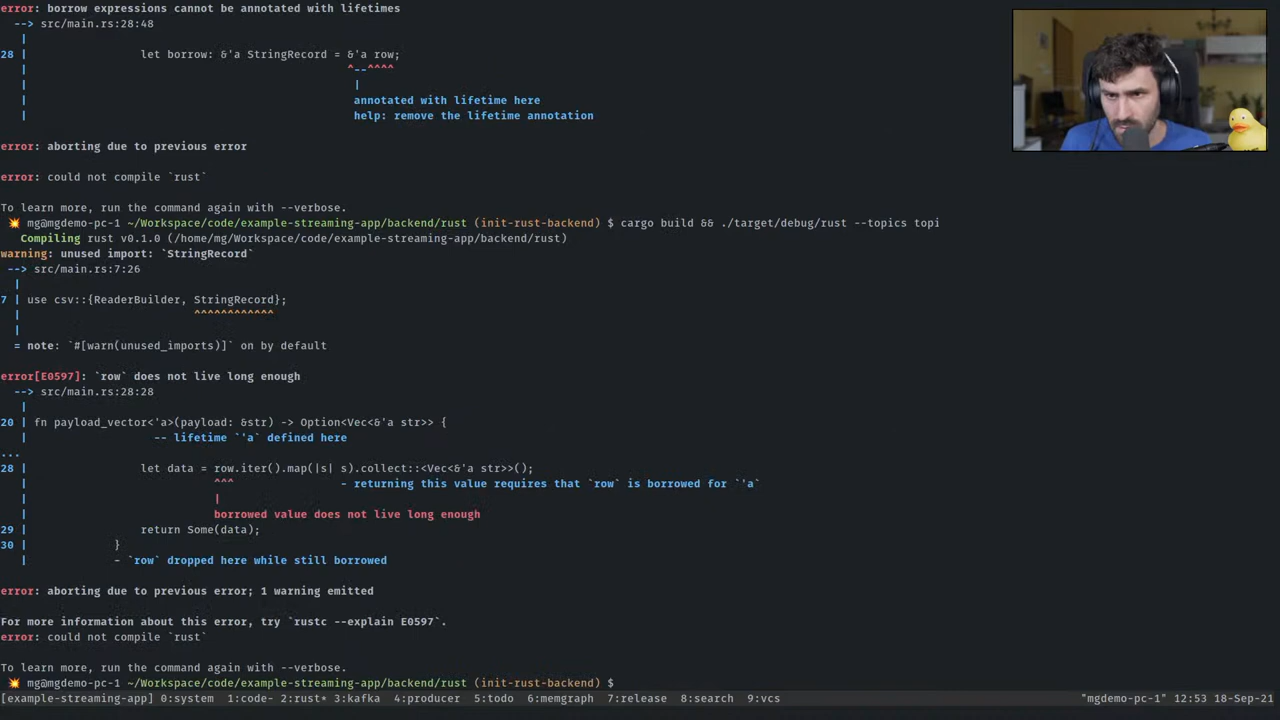 error: borrow expressions cannot be annotated with lifetimes
--> src/main.rs:28:48
|
28 | let borrow: &'a StringRecord = &'a row;
| ^--^^^^
| |
| annotated with lifetime here
| help: remove the lifetime annotation
error: aborting due to previous error
error: could not compile `rust`
To learn more, run the command again with --verbose.
💥 mg@mgdemo-pc-1 ~/Workspace/code/example-streaming-app/backend/rust (init-rust-backend) $ cargo build && ./target/debug/rust --topics topi
Compiling rust v0.1.0 (/home/mg/Workspace/code/example-streaming-app/backend/rust)
warning: unused import: `StringRecord`
--> src/main.rs:7:26
|
7 | use csv::{ReaderBuilder, StringRecord};
| ^^^^^^^^^^^^
|
= note: `#[warn(unused_imports)]` on by default
error[E0597]: `row` does not live long enough
--> src/main.rs:28:28
|
20 | fn payload_vector<'a>(payload: &str) -> Option<Vec<&'a str>> {
| -- lifetime `'a` defined here
...
28 | let data = row.iter().map(|s| s).collect::<Vec<&'a str>>();
| ^^^ - returning this value requires that `row` is borrowed for `'a`
| |
| borrowed value does not live long enough
29 | return Some(data);
30 | }
| - `row` dropped here while still borrowed
error: aborting due to previous error; 1 warning emitted
For more information about this error, try `rustc --explain E0597`.
error: could not compile `rust`
To learn more, run the command again with --verbose.
💥 mg@mgdemo-pc-1 ~/Workspace/code/example-streaming-app/backend/rust (init-rust-backend) $
[example-streaming-app] 0:system 1:code- 2:rust* 3:kafka 4:producer 5:todo 6:memgraph 7:release 8:search 9:vcs "mgdemo-pc-1" 12:53 18-Sep-21